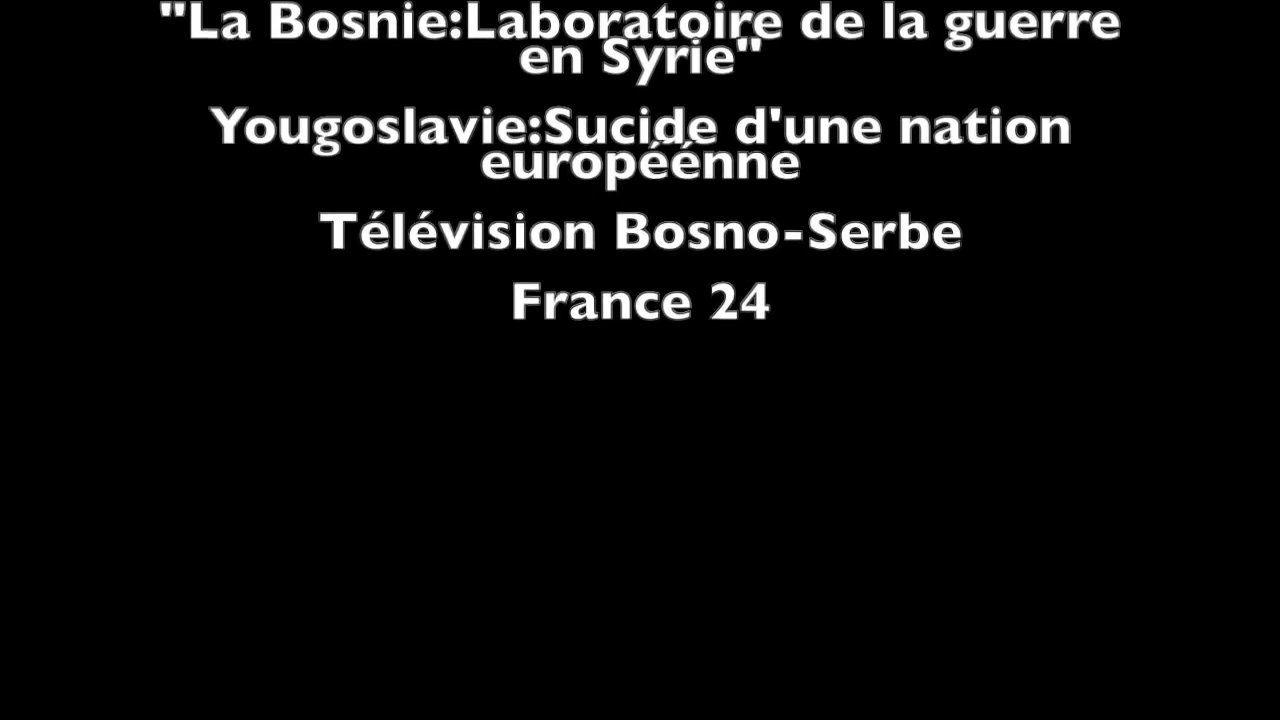 "La Bosnie:Laboratoire de la guerre
en Syrie"
Yougoslavie:Sucide d'une nation
européénne
Télévision Bosno-Serbe
France 24